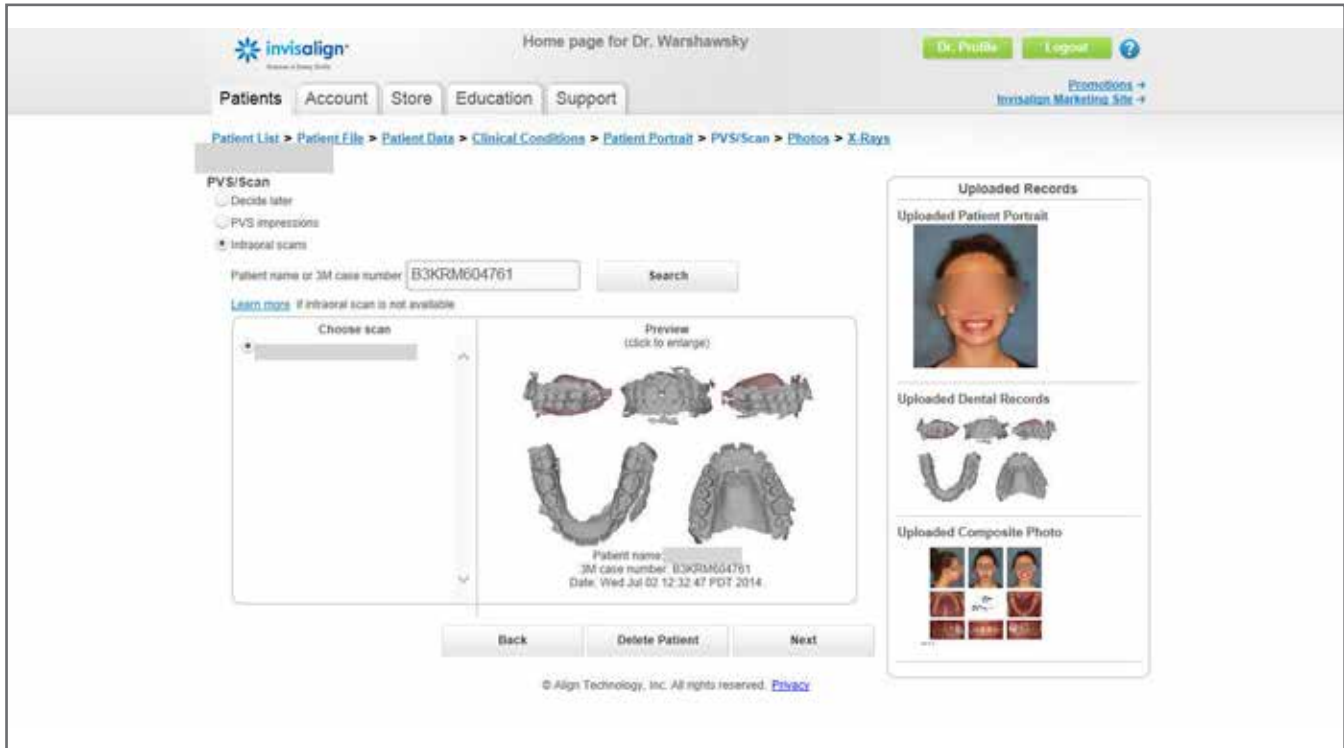 invisalign
Home page for Dr. Warshawsky
Dr. Profile
Logout
?
Promotions →
Invisalign Marketing Site →
Patients
Account
Store
Education
Support
Patient List > Patient File > Patient Data > Clinical Conditions > Patient Portrait > PVS/Scan > Photos > X-Rays
PVS/Scan
Decide later
PVS impressions
Intraoral scans
Patient name or 3M case number
B3KRM604761
Search
Learn more if intraoral scan is not available
Choose scan
Preview
(click to enlarge)
Patient name:
3M case number: B3KRM604761
Date: Wed Jul 02 12:32:47 PDT 2014
Uploaded Records
Uploaded Patient Portrait
Uploaded Dental Records
Uploaded Composite Photo
Back
Delete Patient
Next
© Align Technology, Inc. All rights reserved. Privacy